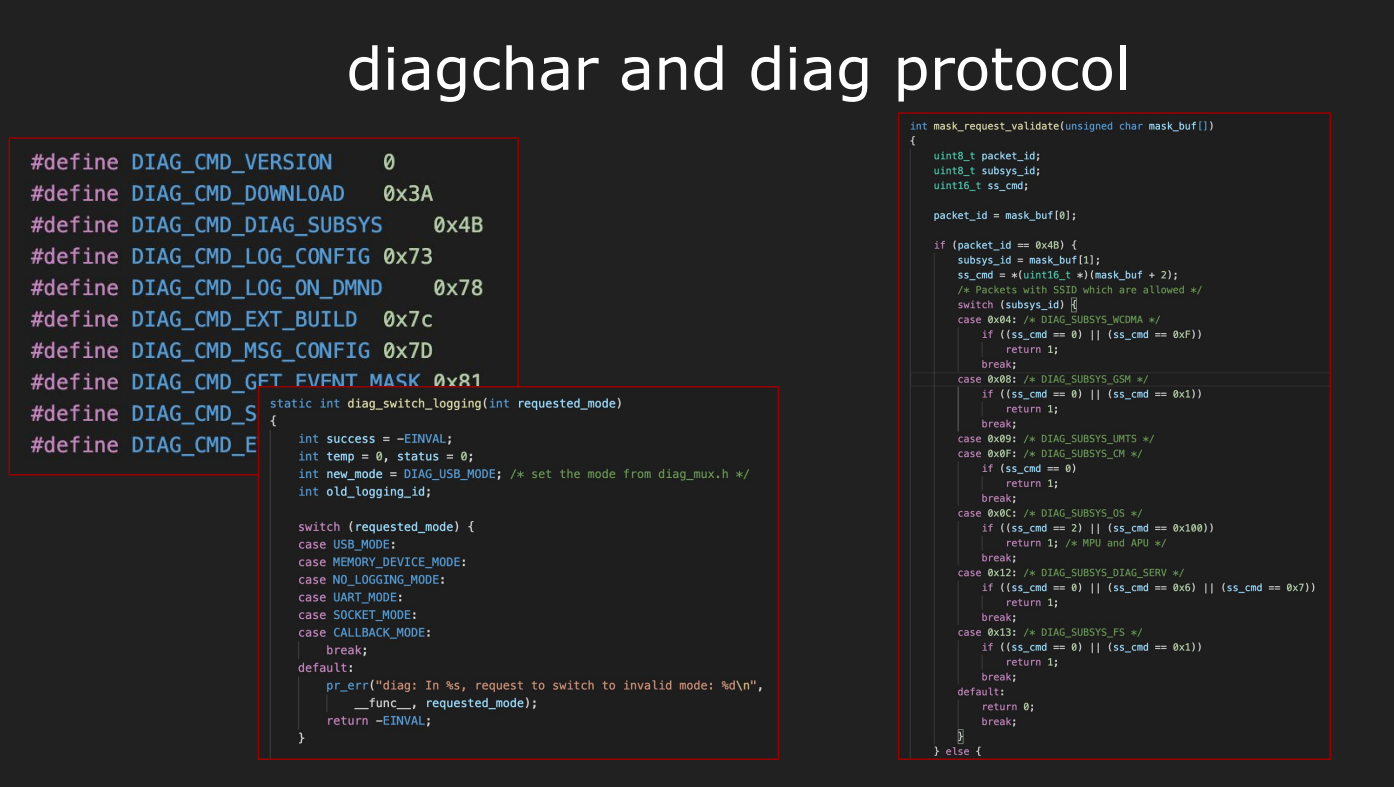 diagchar and diag protocol
#define DIAG_CMD_VERSION 0
#define DIAG_CMD_DOWNLOAD 0x3A
#define DIAG_CMD_DIAG_SUBSYS 0x4B
#define DIAG_CMD_LOG_CONFIG 0x73
#define DIAG_CMD_LOG_ON_DMND 0x78
#define DIAG_CMD_EXT_BUILD 0x7c
#define DIAG_CMD_MSG_CONFIG 0x7D
#define DIAG_CMD_GET_EVENT_MASK 0x81
#define DIAG_CMD_S
#define DIAG_CMD_E
static int diag_switch_logging(int requested_mode)
{
int success = -EINVAL;
int temp = 0, status = 0;
int new_mode = DIAG_USB_MODE; /* set the mode from diag_mux.h */
int old_logging_id;
switch (requested_mode) {
case USB_MODE:
case MEMORY_DEVICE_MODE:
case NO_LOGGING_MODE:
case UART_MODE:
case SOCKET_MODE:
case CALLBACK_MODE:
break;
default:
pr_err("diag: In %s, request to switch to invalid mode: %d\n",
__func__, requested_mode);
return -EINVAL;
}
int mask_request_validate(unsigned char mask_buf[])
{
uint8_t packet_id;
uint8_t subsys_id;
uint16_t ss_cmd;
packet_id = mask_buf[0];
if (packet_id == 0x4B) {
subsys_id = mask_buf[1];
ss_cmd = *(uint16_t *)(mask_buf + 2);
/* Packets with SSID which are allowed */
switch (subsys_id) {
case 0x04: /* DIAG_SUBSYS_WCDMA */
if ((ss_cmd == 0) || (ss_cmd == 0xF))
return 1;
break;
case 0x08: /* DIAG_SUBSYS_GSM */
if ((ss_cmd == 0) || (ss_cmd == 0x1))
return 1;
break;
case 0x09: /* DIAG_SUBSYS_UMTS */
case 0x0F: /* DIAG_SUBSYS_CM */
if (ss_cmd == 0)
return 1;
break;
case 0x0C: /* DIAG_SUBSYS_OS */
if ((ss_cmd == 2) || (ss_cmd == 0x100))
return 1; /* MPU and APU */
break;
case 0x12: /* DIAG_SUBSYS_DIAG_SERV */
if ((ss_cmd == 0) || (ss_cmd == 0x6) || (ss_cmd == 0x7))
return 1;
break;
case 0x13: /* DIAG_SUBSYS_FS */
if ((ss_cmd == 0) || (ss_cmd == 0x1))
return 1;
break;
default:
return 0;
break;
}
} else {